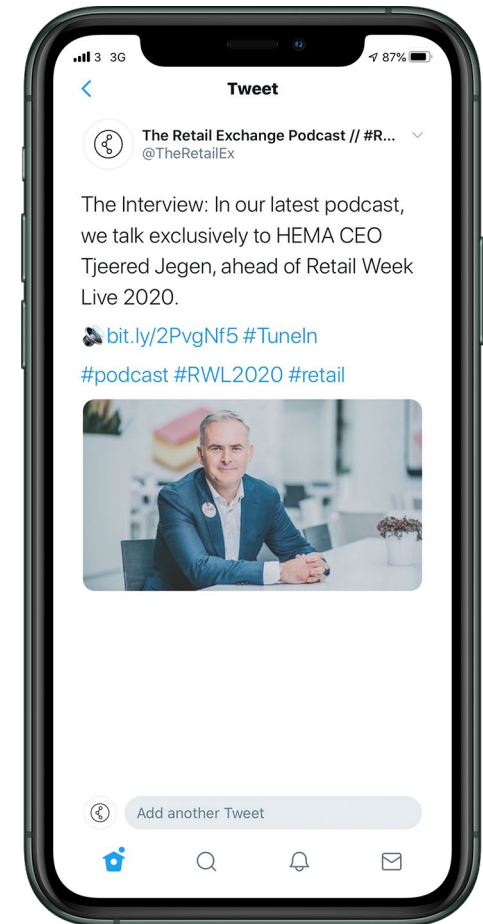 3 3G 87%
Tweet
The Retail Exchange Podcast // #R...
@TheRetailEx
The Interview: In our latest podcast,
we talk exclusively to HEMA CEO
Tjeered Jegen, ahead of Retail Week
Live 2020.
bit.ly/2PvgNf5 #TuneIn
#podcast #RWL2020 #retail
Add another Tweet